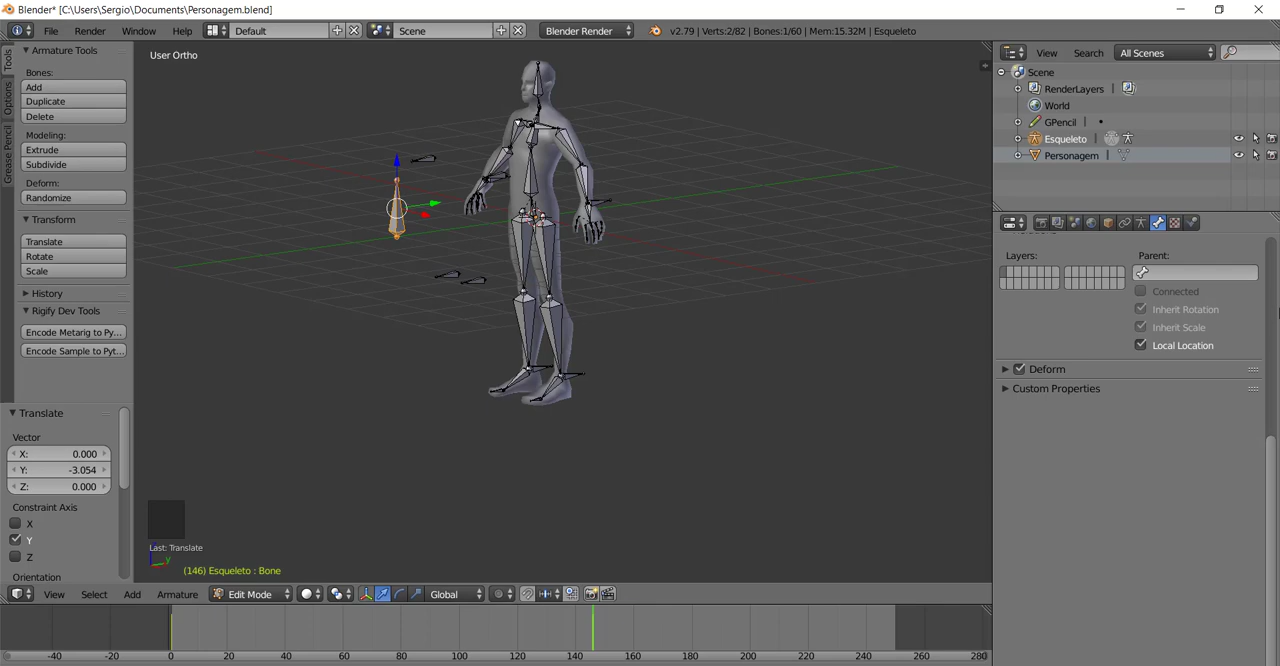 Blender* [C:\Users\Sergio\Documents\Personagem.blend]
File Render Window Help Default Scene Blender Render v2.79 | Verts:2/82 | Bones:1/60 | Mem:15.32M | Esqueleto
Tools
Options
Grease Pencil
Armature Tools
Bones:
Add
Duplicate
Delete
Modeling:
Extrude
Subdivide
Deform:
Randomize
Transform
Translate
Rotate
Scale
History
Rigify Dev Tools
Encode Metarig to Py...
Encode Sample to Pyt...
Translate
Vector
X: 0.000
Y: -3.054
Z: 0.000
Constraint Axis
X
Y
Z
Orientation
User Ortho
Last: Translate
y
(146) Esqueleto : Bone
View Select Add Armature Edit Mode Global
-40 -20 0 20 40 60 80 100 120 140 160 180 200 220 240 260 280
View Search All Scenes
Scene
RenderLayers
World
GPencil
Esqueleto
Personagem
Layers: Parent:
Connected
Inherit Rotation
Inherit Scale
Local Location
Deform
Custom Properties